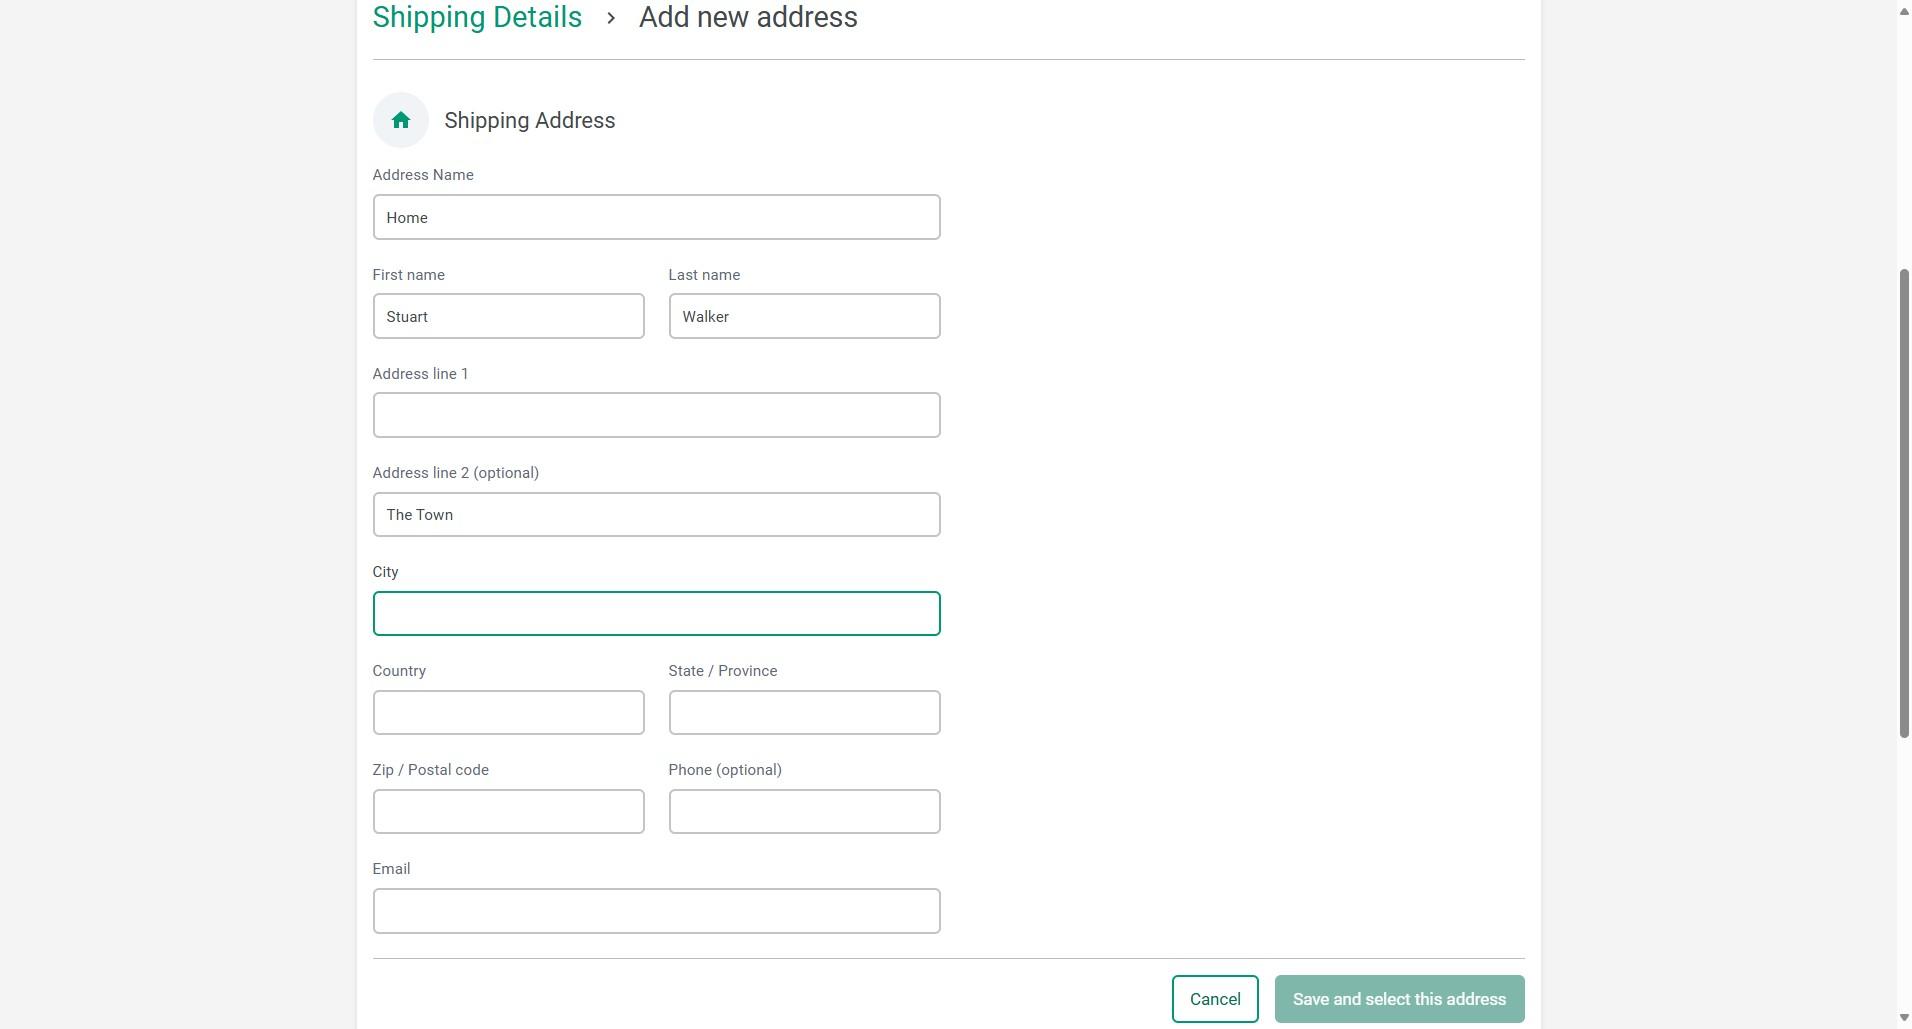 Shipping Details > Add new address
Shipping Address
Address Name
Home
First name Last name
Stuart Walker
Address line 1
Address line 2 (optional)
The Town
City
Country State / Province
Zip / Postal code Phone (optional)
Email
Cancel Save and select this address